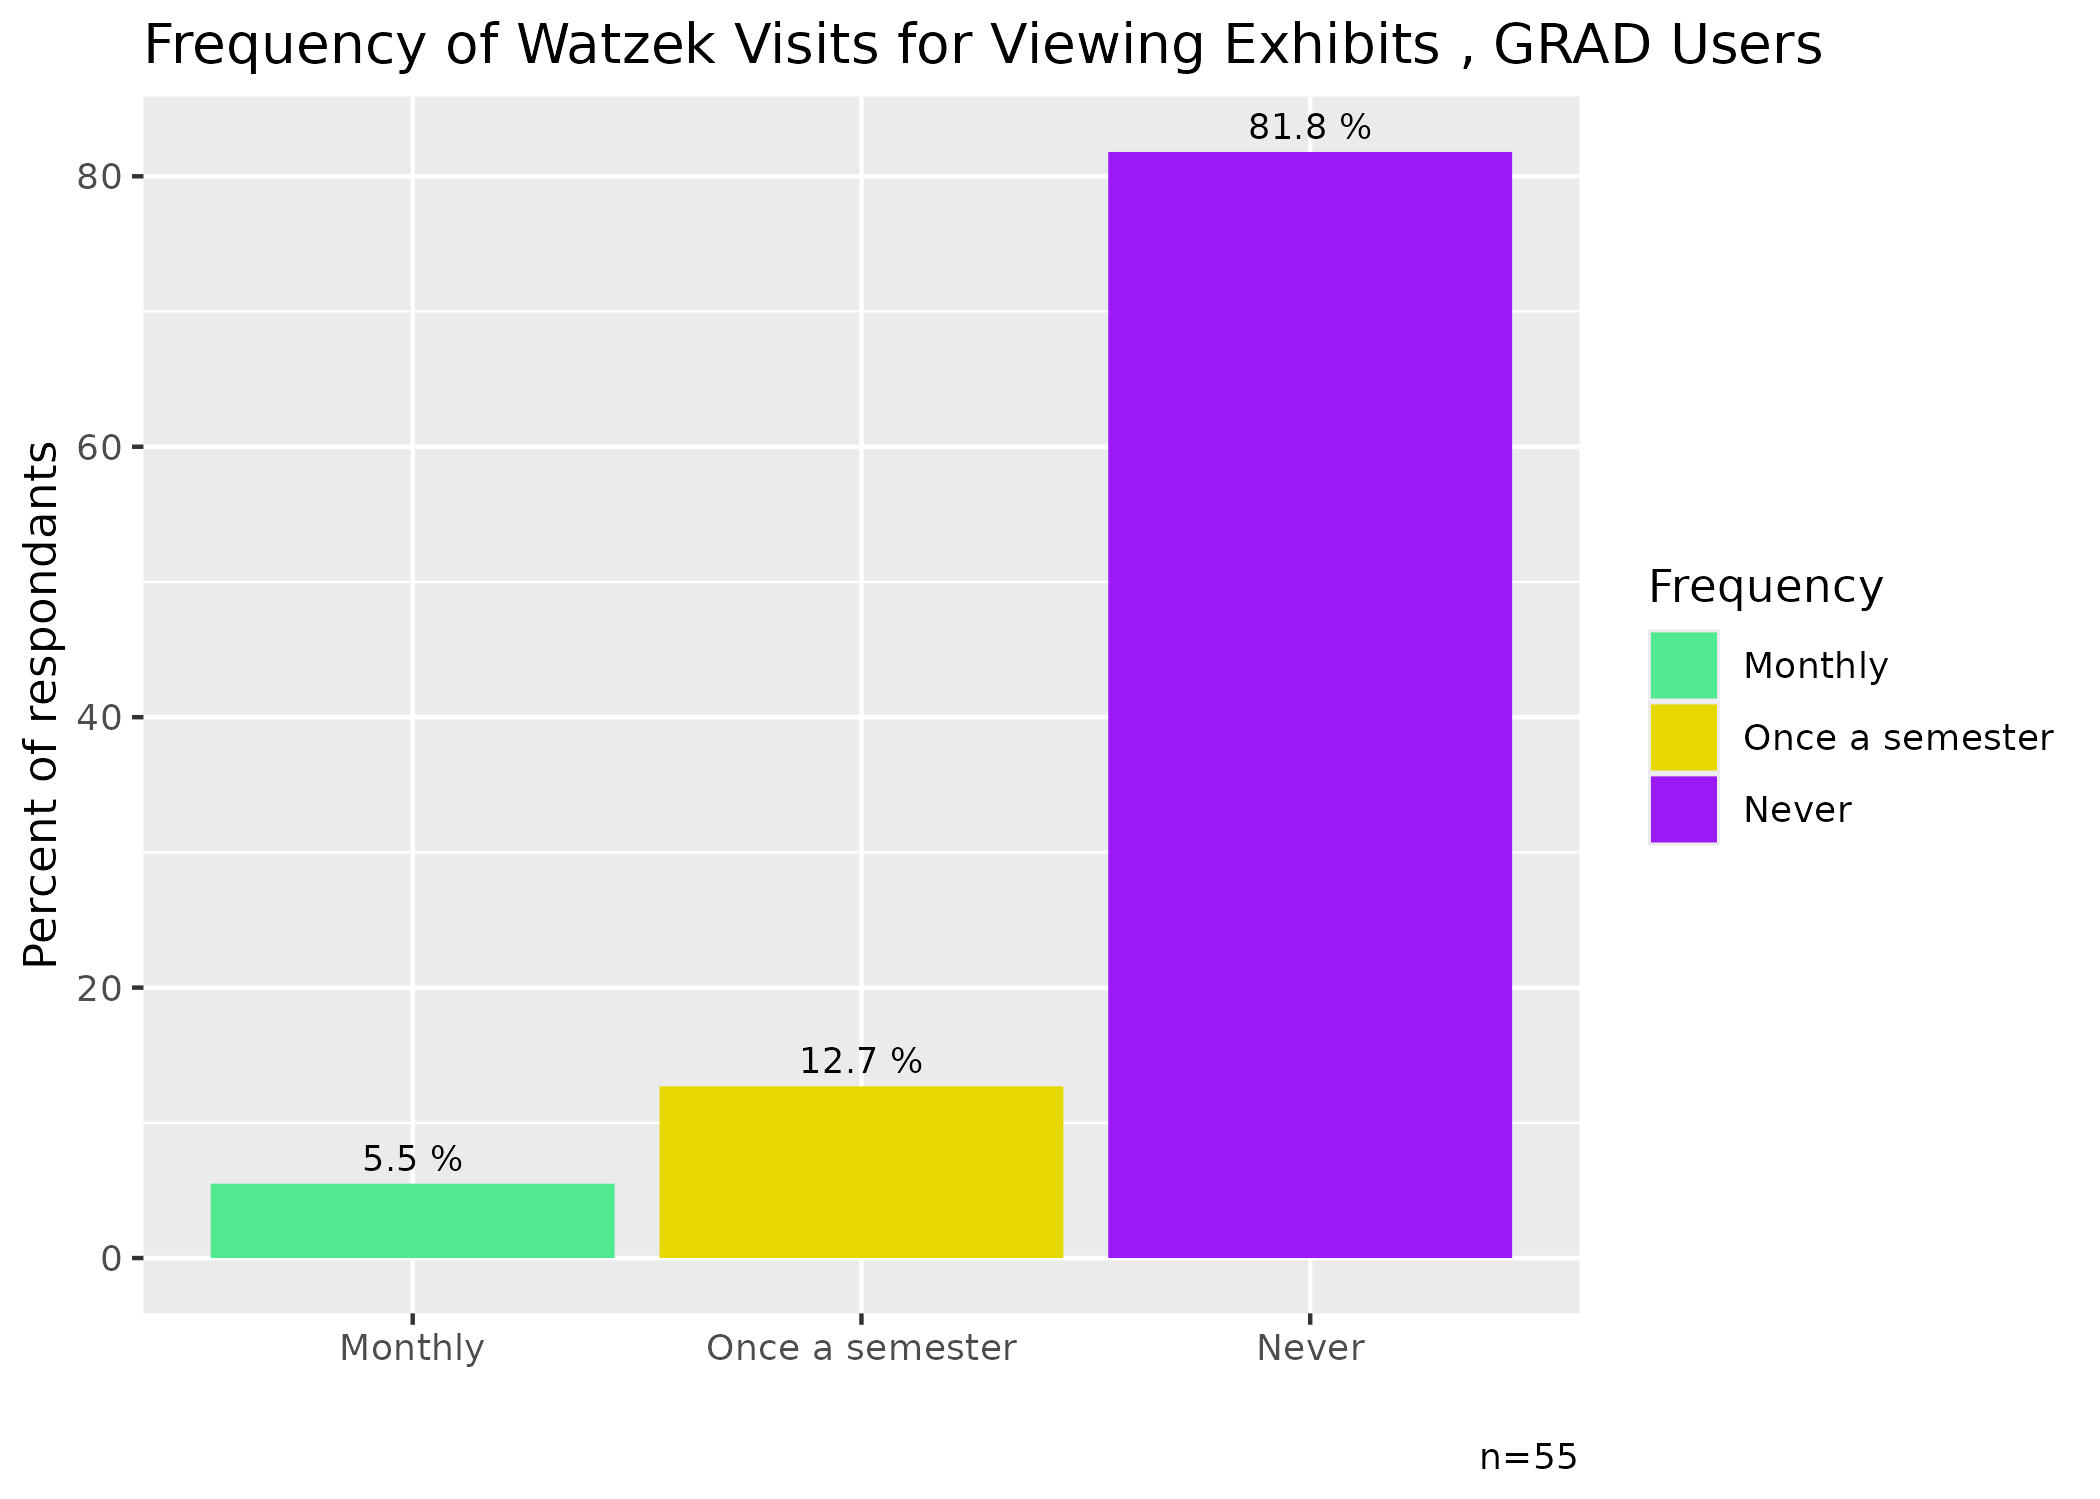 Frequency of Watzek Visits for Viewing Exhibits , GRAD Users
Percent of respondants
80
60
40
20
0
5.5 %
12.7 %
81.8 %
Monthly
Once a semester
Never
Frequency
Monthly
Once a semester
Never
n=55